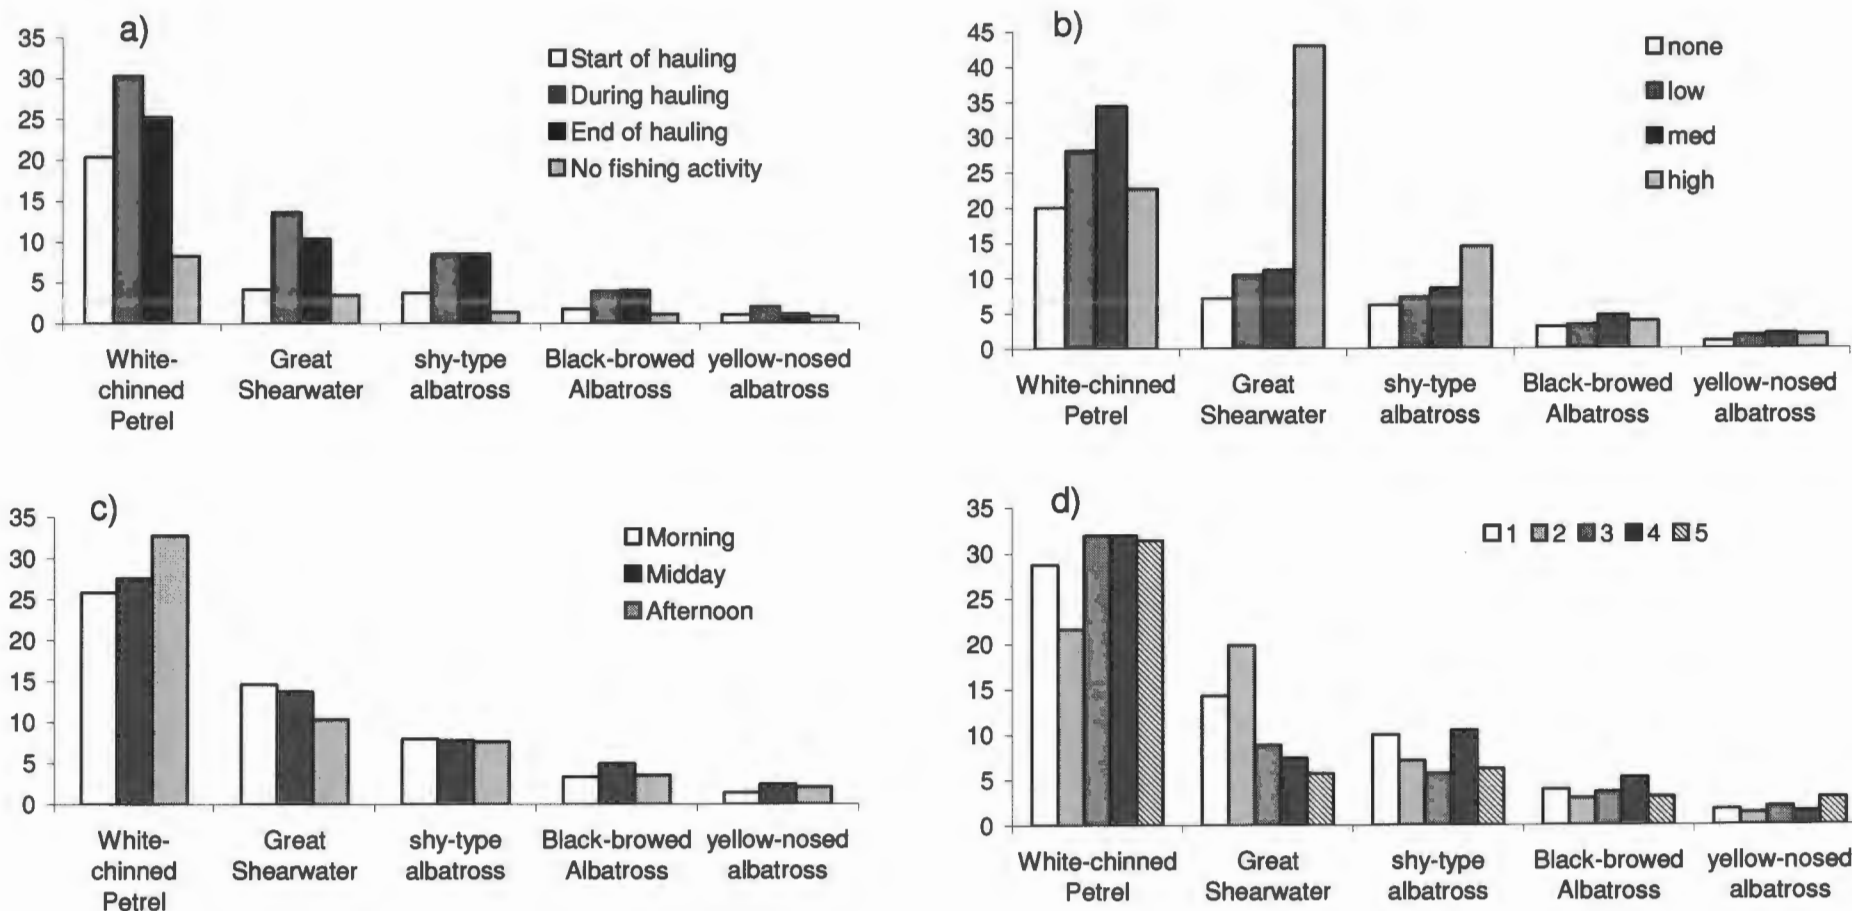 a)
35
30
25
20
15
10
5
0
Start of hauling
During hauling
End of hauling
No fishing activity
White-
chinned
Petrel
Great
Shearwater
shy-type
albatross
Black-browed
Albatross
yellow-nosed
albatross
b)
45
40
35
30
25
20
15
10
5
0
none
low
med
high
White-chinned
Petrel
Great
Shearwater
shy-type
albatross
Black-browed
Albatross
yellow-nosed
albatross
c)
35
30
25
20
15
10
5
0
Morning
Midday
Afternoon
White-
chinned
Petrel
Great
Shearwater
shy-type
albatross
Black-browed
Albatross
yellow-nosed
albatross
d)
35
30
25
20
15
10
5
0
1 2 3 4 5
White-chinned
Petrel
Great
Shearwater
shy-type
albatross
Black-browed
Albatross
yellow-nosed
albatross